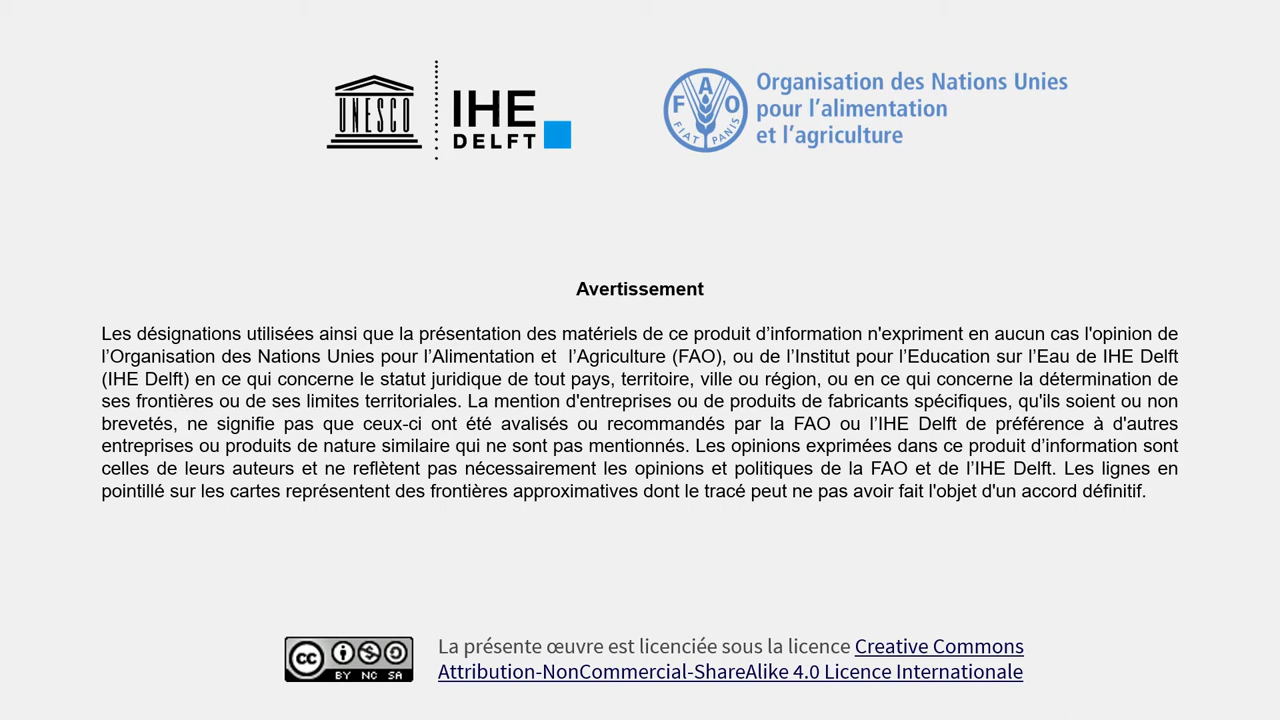 UNESCO
IHE
DELFT
FAO
FIAT PANIS
Organisation des Nations Unies
pour l’alimentation
et l’agriculture
Avertissement
Les désignations utilisées ainsi que la présentation des matériels de ce produit d’information n'expriment en aucun cas l'opinion de
l’Organisation des Nations Unies pour l’Alimentation et  l’Agriculture (FAO), ou de l’Institut pour l’Education sur l’Eau de IHE Delft
(IHE Delft) en ce qui concerne le statut juridique de tout pays, territoire, ville ou région, ou en ce qui concerne la détermination de
ses frontières ou de ses limites territoriales. La mention d'entreprises ou de produits de fabricants spécifiques, qu'ils soient ou non
brevetés, ne signifie pas que ceux-ci ont été avalisés ou recommandés par la FAO ou l’IHE Delft de préférence à d'autres
entreprises ou produits de nature similaire qui ne sont pas mentionnés. Les opinions exprimées dans ce produit d’information sont
celles de leurs auteurs et ne reflètent pas nécessairement les opinions et politiques de la FAO et de l’IHE Delft. Les lignes en
pointillé sur les cartes représentent des frontières approximatives dont le tracé peut ne pas avoir fait l'objet d'un accord définitif.
cc
BY NC SA
La présente œuvre est licenciée sous la licence Creative Commons
Attribution-NonCommercial-ShareAlike 4.0 Licence Internationale